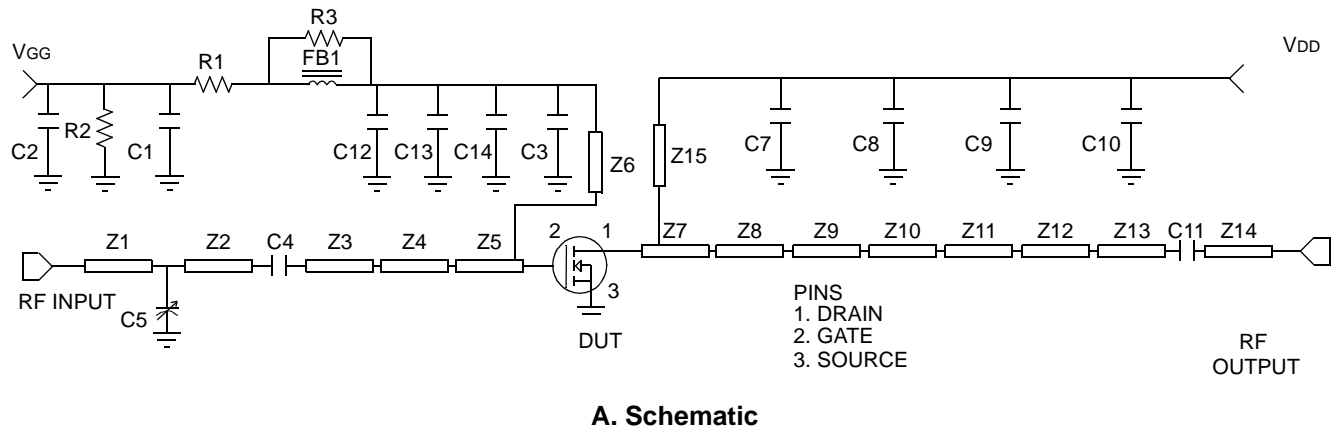 R3
VGG
R1
FB1
VDD
C2
R2
C1
C12
C13
C14
C3
Z6
Z15
C7
C8
C9
C10
Z1
Z2
C4
Z3
Z4
Z5
2
1
Z7
Z8
Z9
Z10
Z11
Z12
Z13
C11
Z14
3
RF INPUT
C5
DUT
PINS
1. DRAIN
2. GATE
3. SOURCE
RF
OUTPUT
A. Schematic